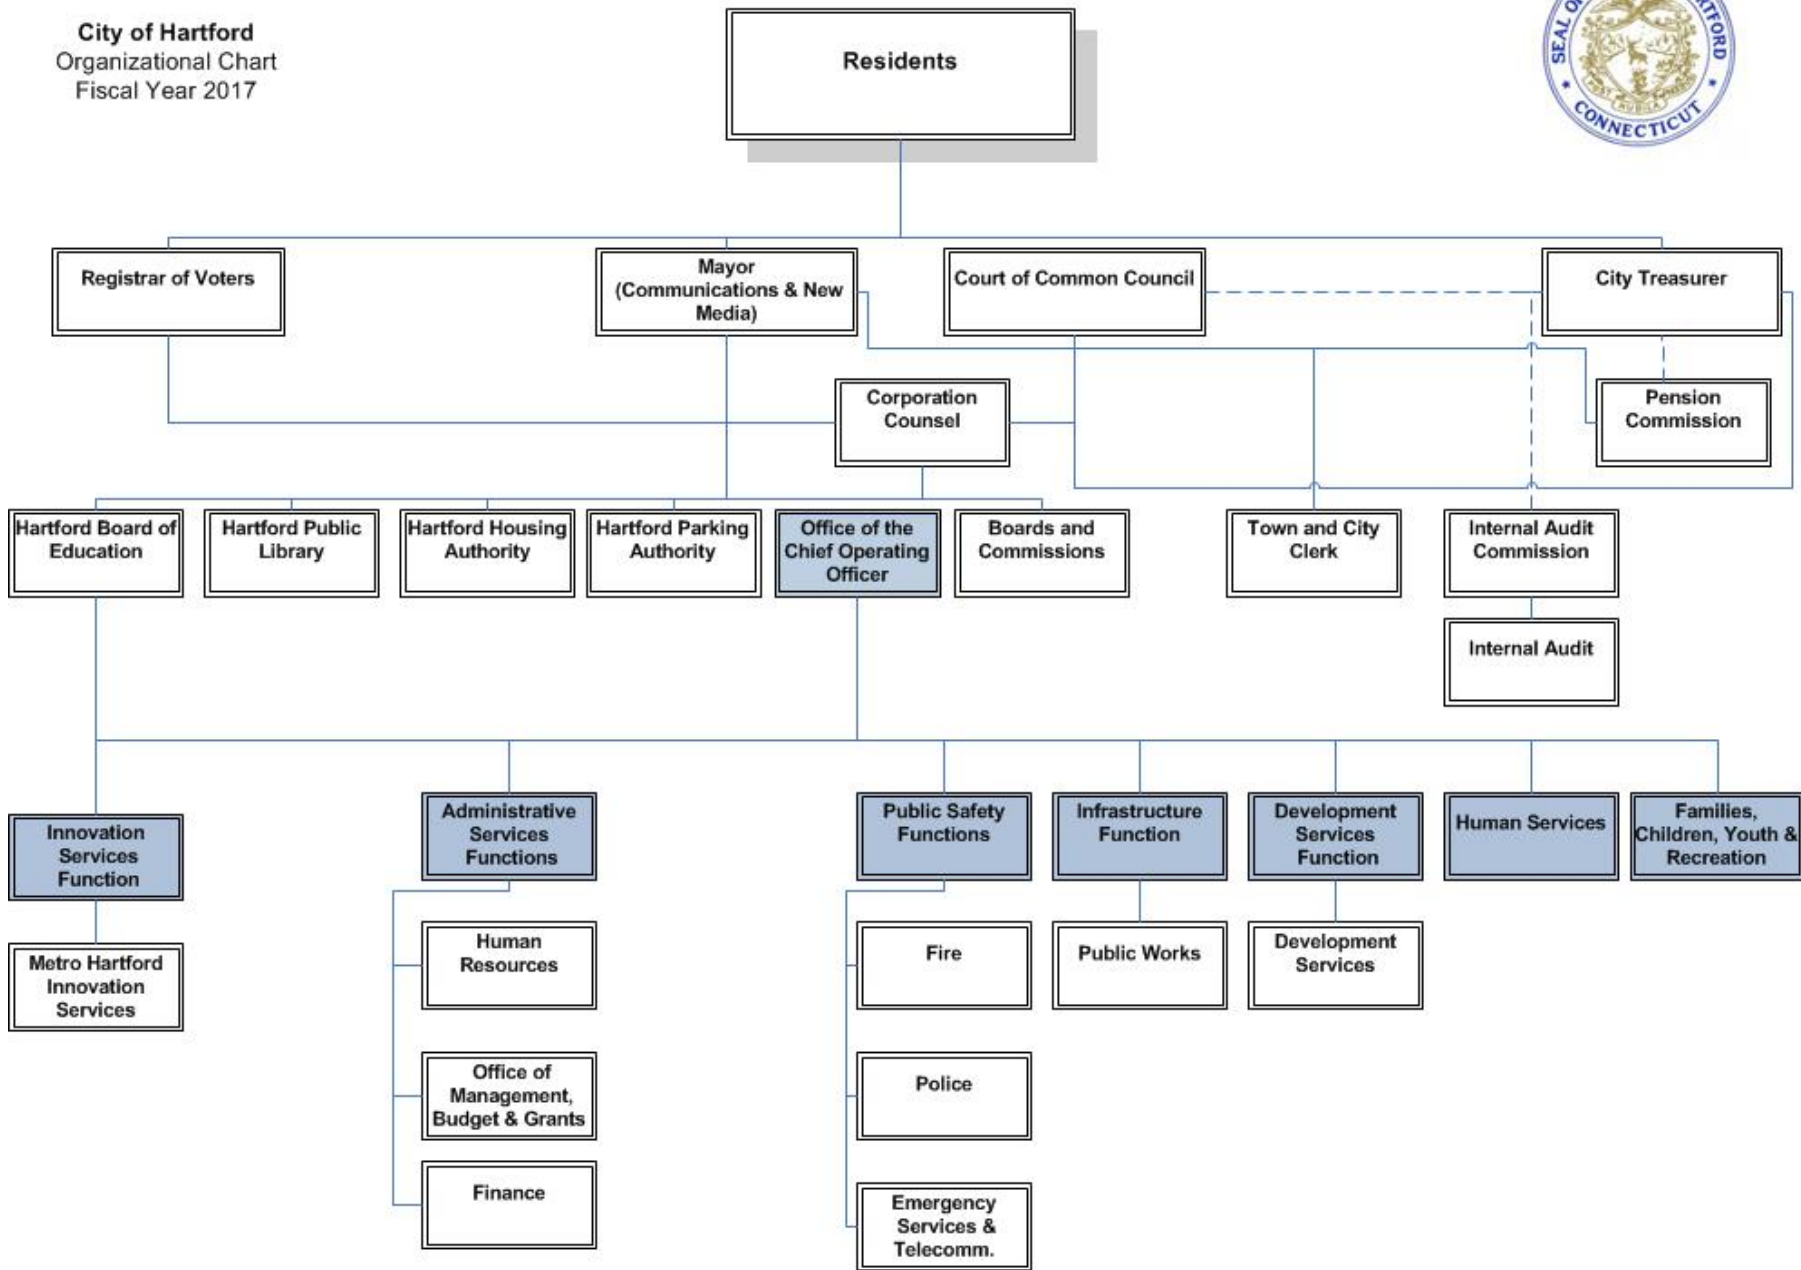 City of Hartford
Organizational Chart
Fiscal Year 2017
Residents
SEAL O
RTFORD
CONNECTICUT
POST NUBILA
Registrar of Voters
Mayor
(Communications & New
Media)
Court of Common Council
City Treasurer
Corporation
Counsel
Pension
Commission
Hartford Board of
Education
Hartford Public
Library
Hartford Housing
Authority
Hartford Parking
Authority
Office of the
Chief Operating
Officer
Boards and
Commissions
Town and City
Clerk
Internal Audit
Commission
Internal Audit
Innovation
Services
Function
Administrative
Services
Functions
Public Safety
Functions
Infrastructure
Function
Development
Services
Function
Human Services
Families,
Children, Youth &
Recreation
Metro Hartford
Innovation
Services
Human
Resources
Fire
Public Works
Development
Services
Office of
Management,
Budget & Grants
Police
Finance
Emergency
Services &
Telecomm.